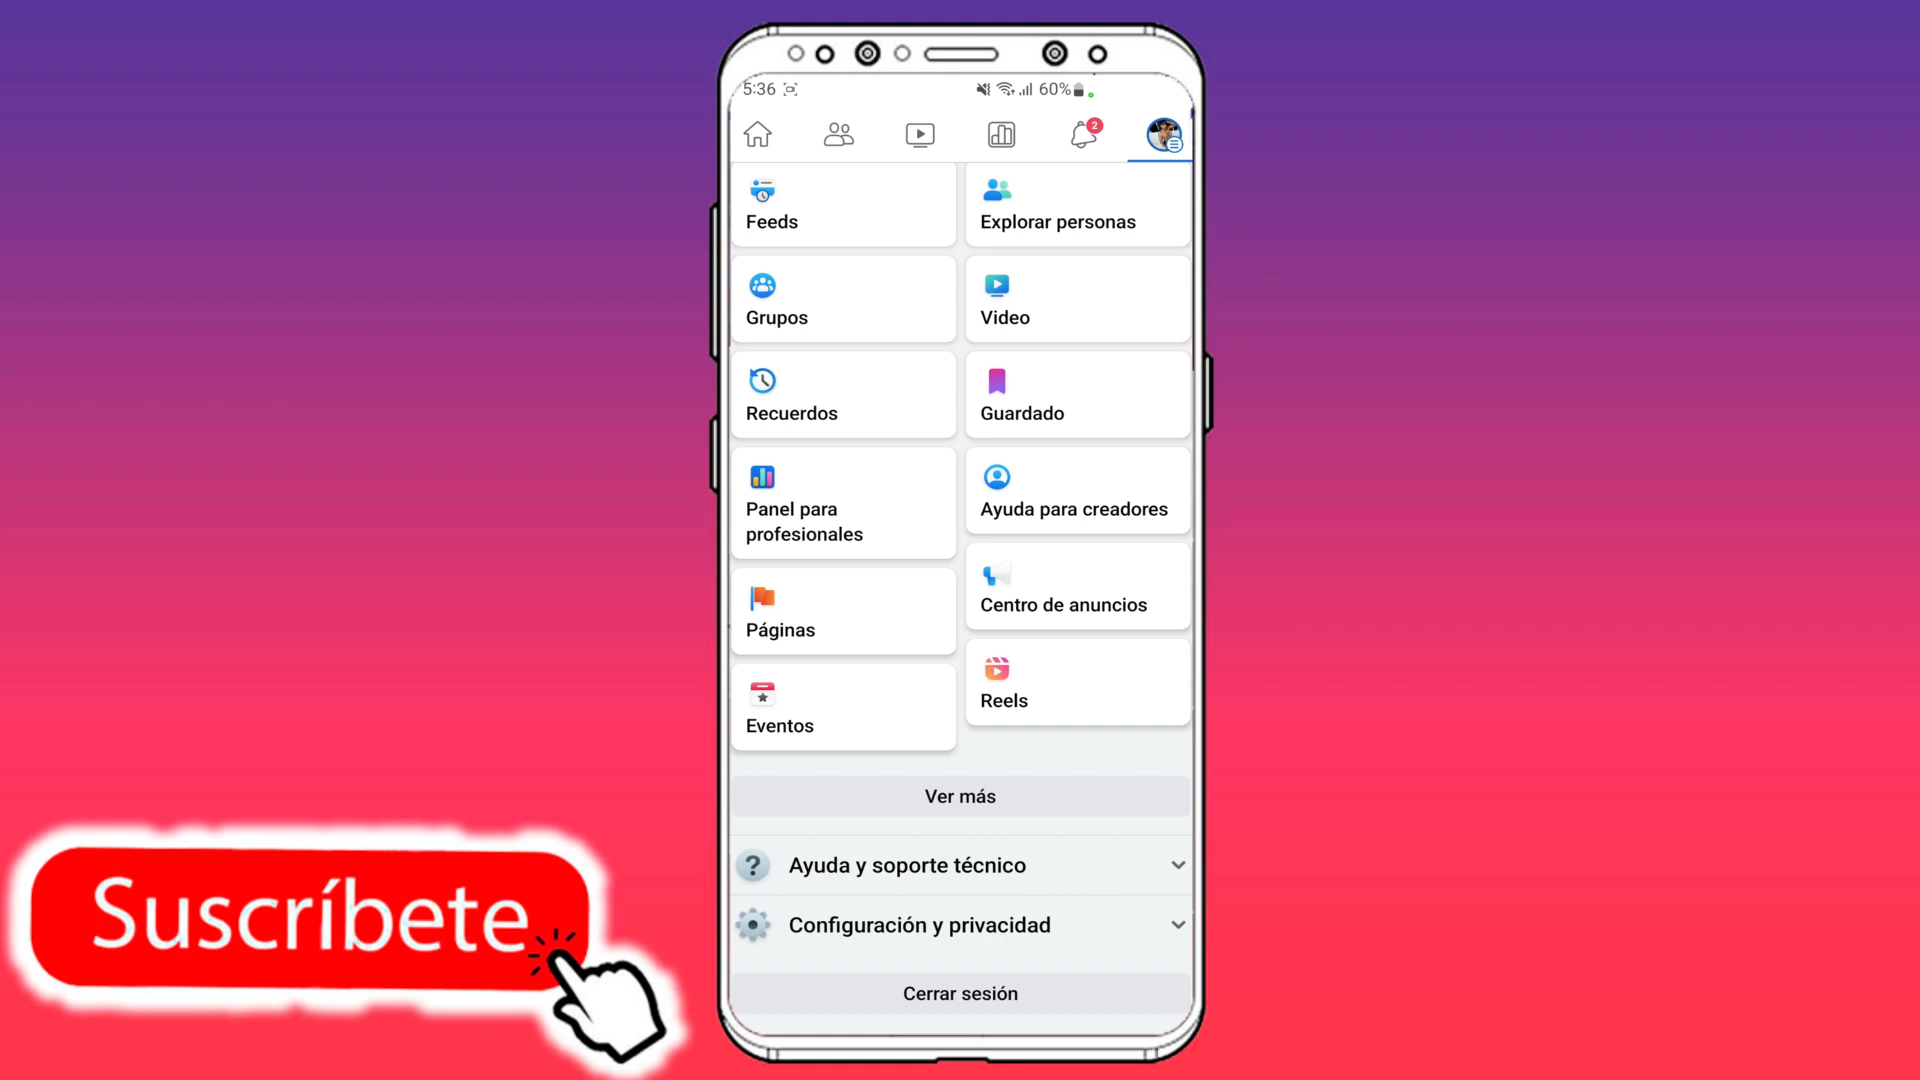 5:36
60%
2
Feeds
Explorar personas
Grupos
Video
Recuerdos
Guardado
Panel para
profesionales
Ayuda para creadores
Páginas
Centro de anuncios
Eventos
Reels
Ver más
Ayuda y soporte técnico
Configuración y privacidad
Cerrar sesión
Suscríbete